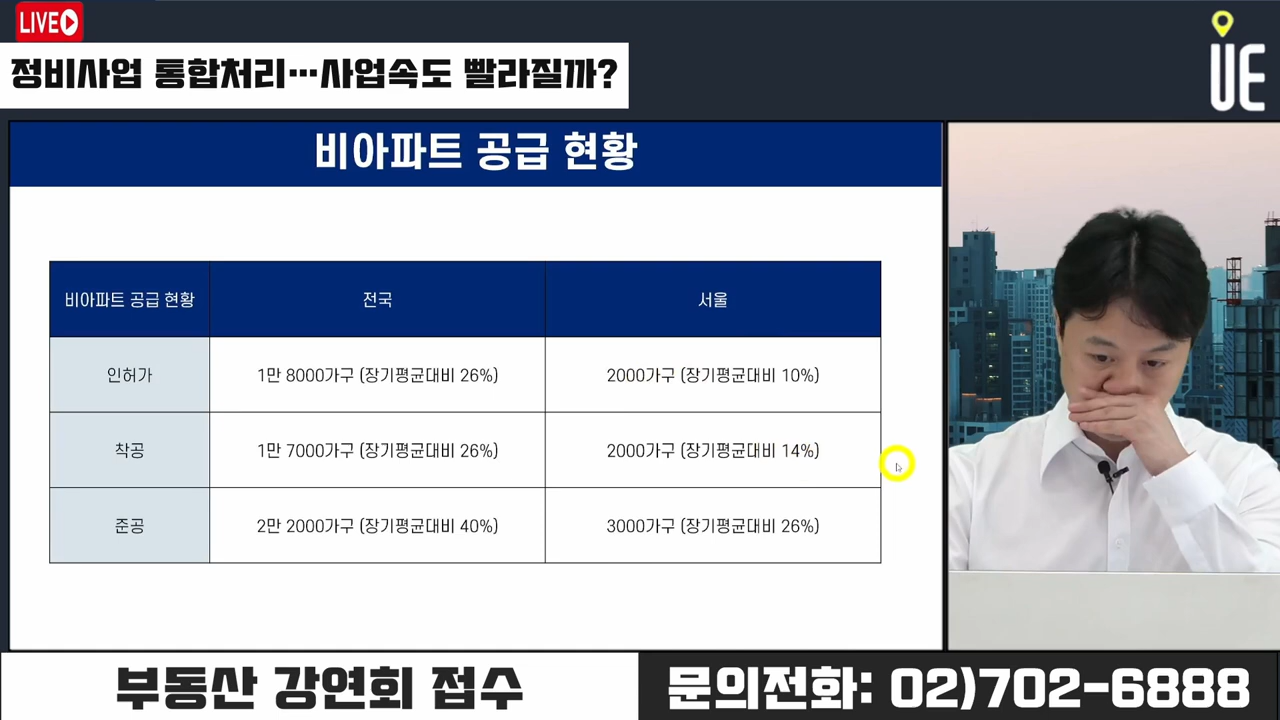 LIVE
정비사업 통합처리…사업속도 빨라질까?
UE
비아파트 공급 현황
비아파트 공급 현황 전국 서울
인허가 1만 8000가구 (장기평균대비 26%) 2000가구 (장기평균대비 10%)
착공 1만 7000가구 (장기평균대비 26%) 2000가구 (장기평균대비 14%)
준공 2만 2000가구 (장기평균대비 40%) 3000가구 (장기평균대비 26%)
부동산 강연회 접수
문의전화: 02)702-6888